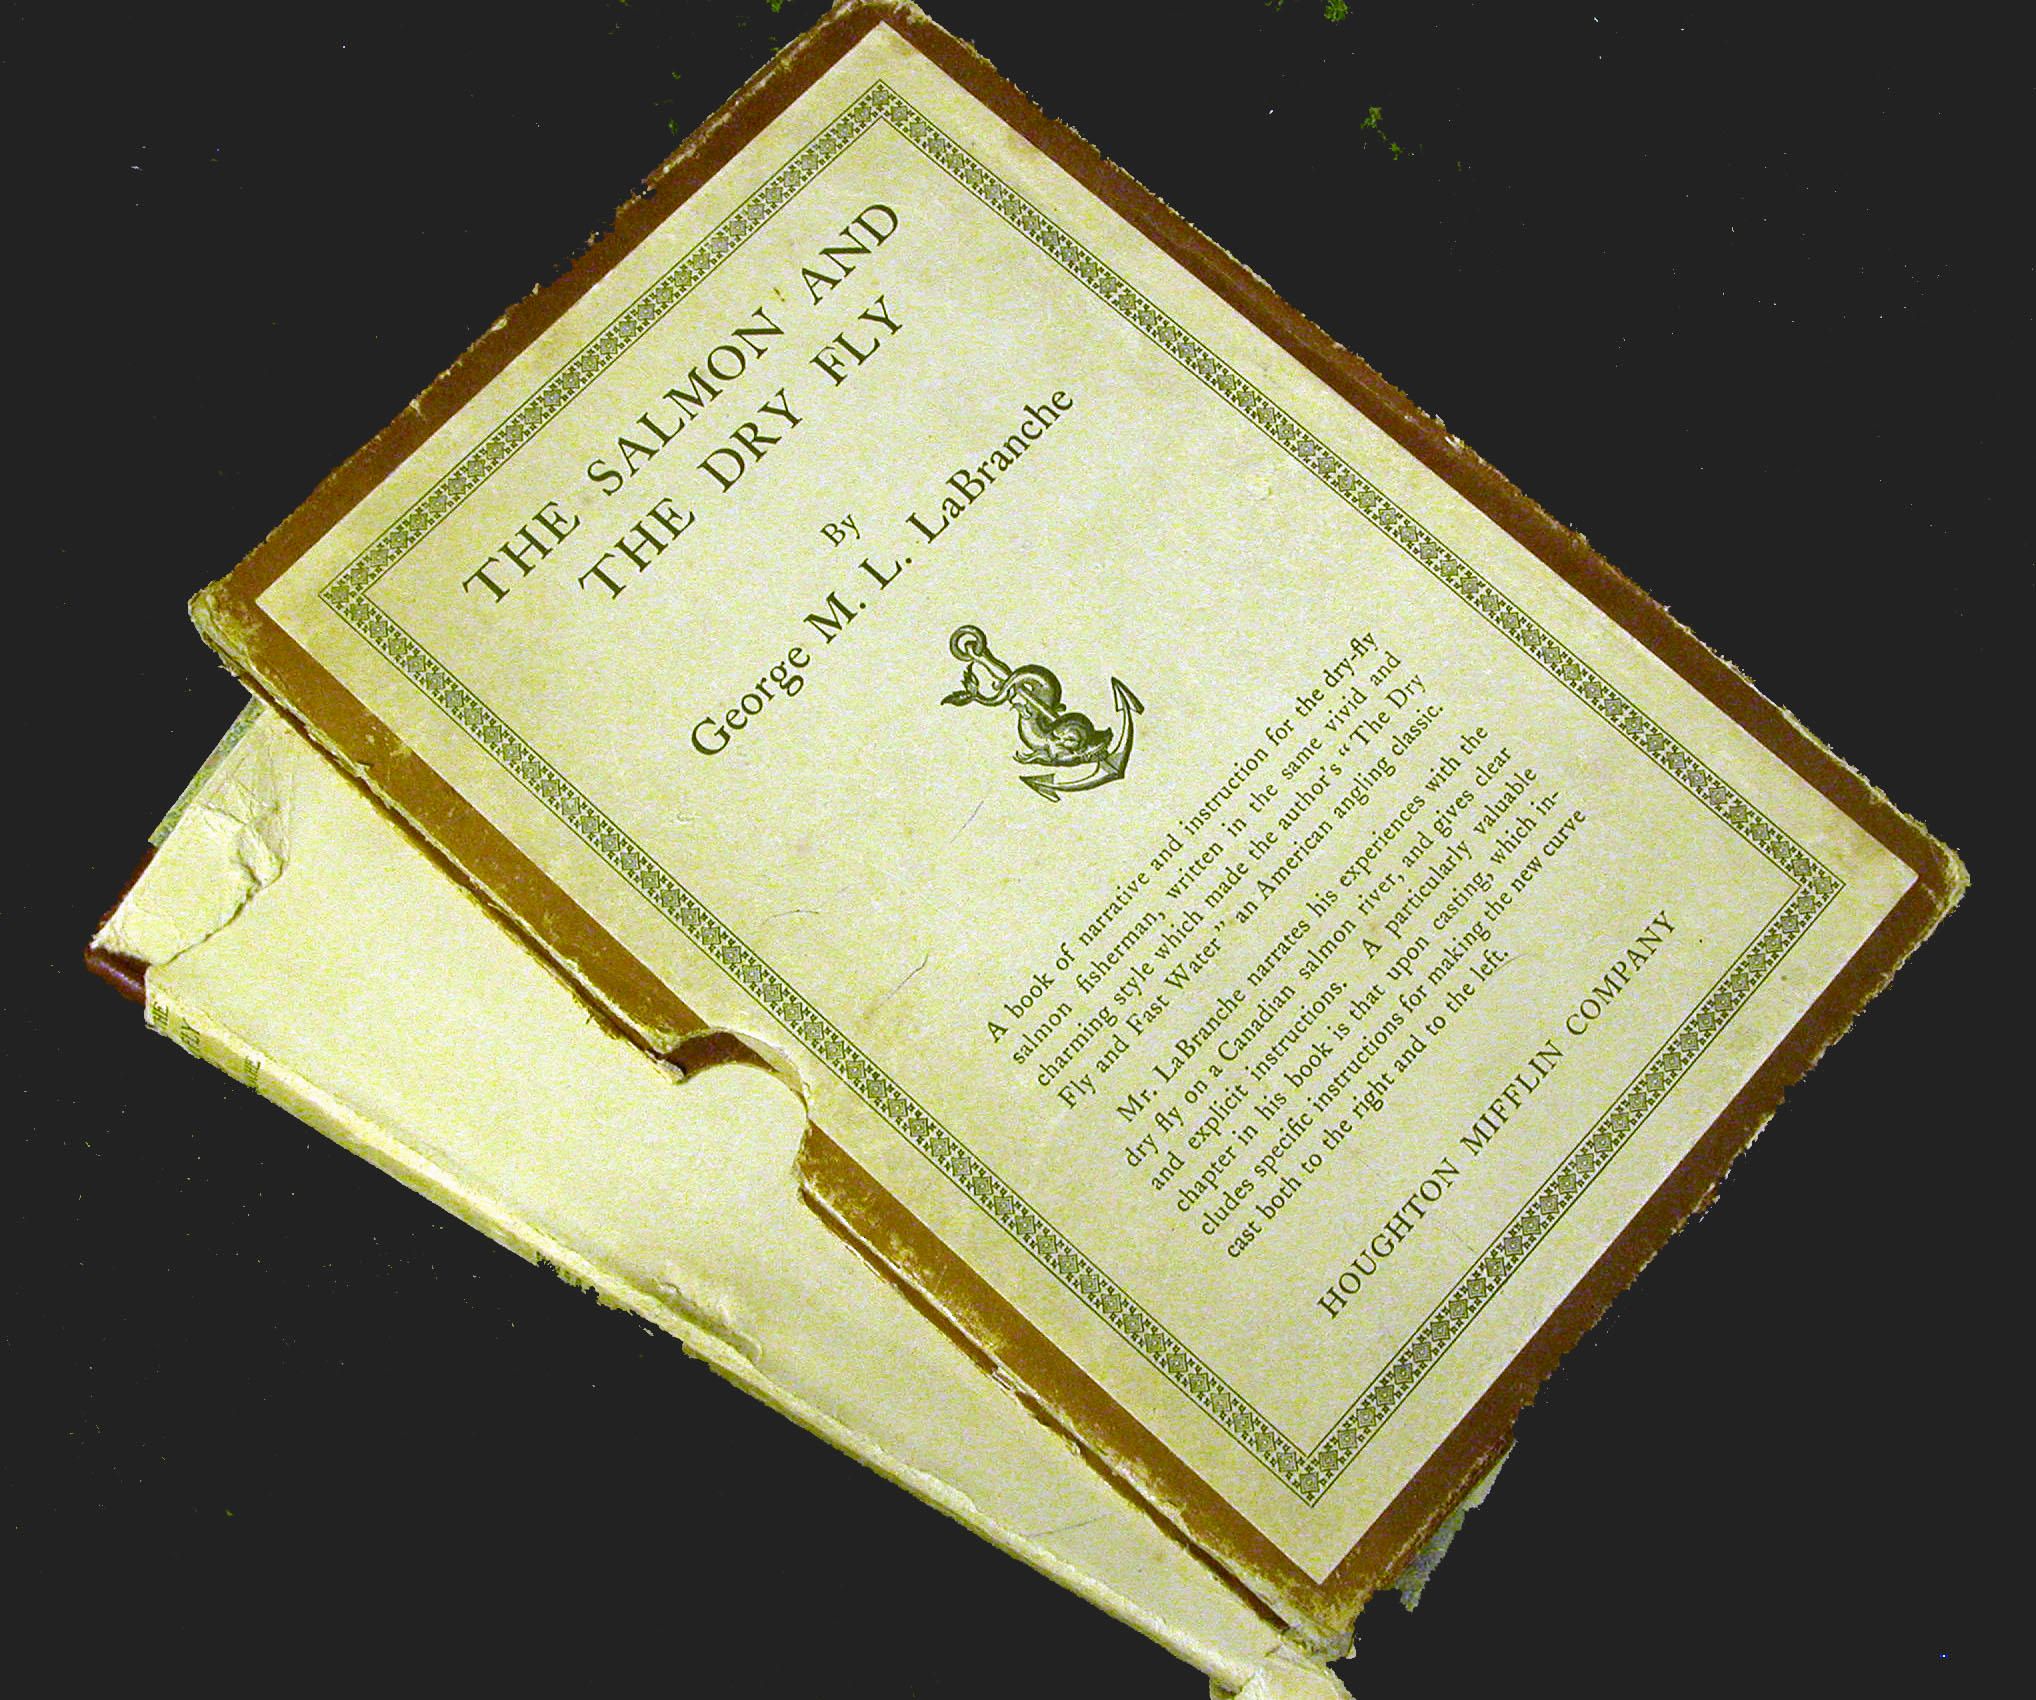 THE SALMON AND
THE DRY FLY
By
George M. L. LaBranche
A book of narrative and instruction for the dry-fly
salmon fisherman, written in the same vivid and
charming style which made the author's “The Dry
Fly and Fast Water” an American angling classic.
Mr. LaBranche narrates his experiences with the
dry fly on a Canadian salmon river, and gives clear
and explicit instructions. A particularly valuable
chapter in his book is that upon casting, which in-
cludes specific instructions for making the new curve
cast both to the right and to the left.
HOUGHTON MIFFLIN COMPANY
THE